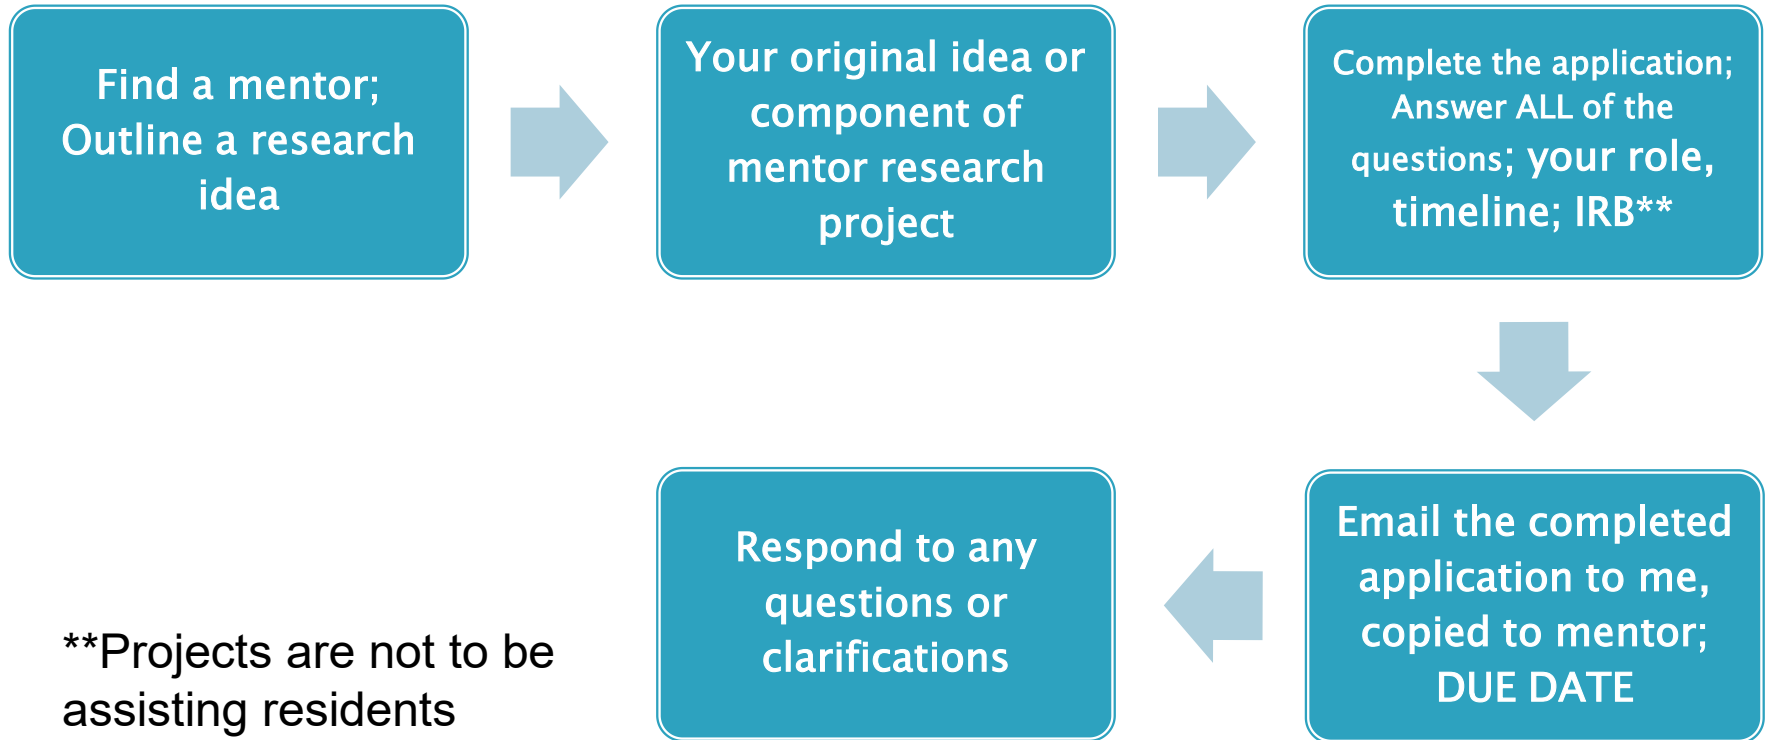 Find a mentor;
Outline a research
idea
Your original idea or
component of
mentor research
project
Complete the application;
Answer ALL of the
questions; your role,
timeline; IRB**
Email the completed
application to me,
copied to mentor;
DUE DATE
Respond to any
questions or
clarifications
**Projects are not to be
assisting residents